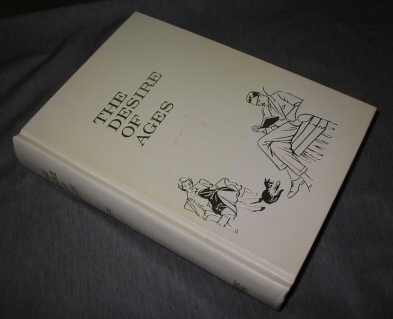 THE
DESIRE
OF
AGES